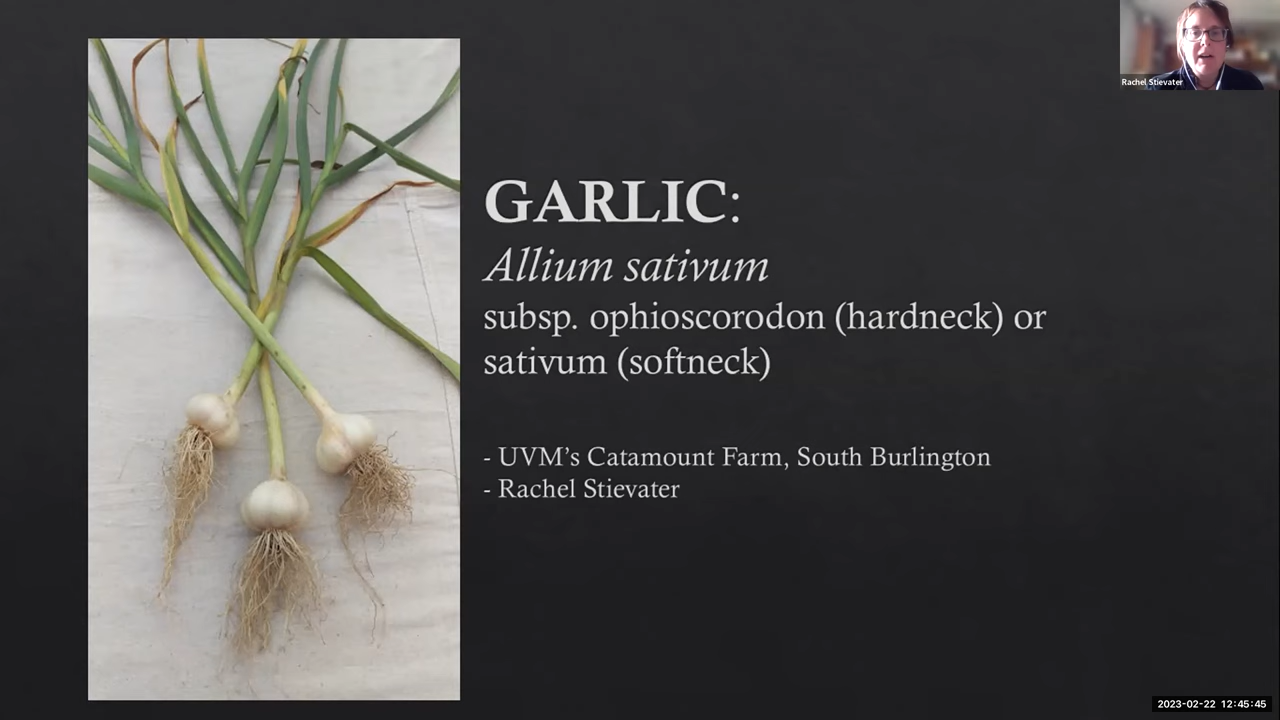 Rachel Stievater
GARLIC:
Allium sativum
subsp. ophioscorodon (hardneck) or
sativum (softneck)
- UVM’s Catamount Farm, South Burlington
- Rachel Stievater
2023-02-22 12:45:45